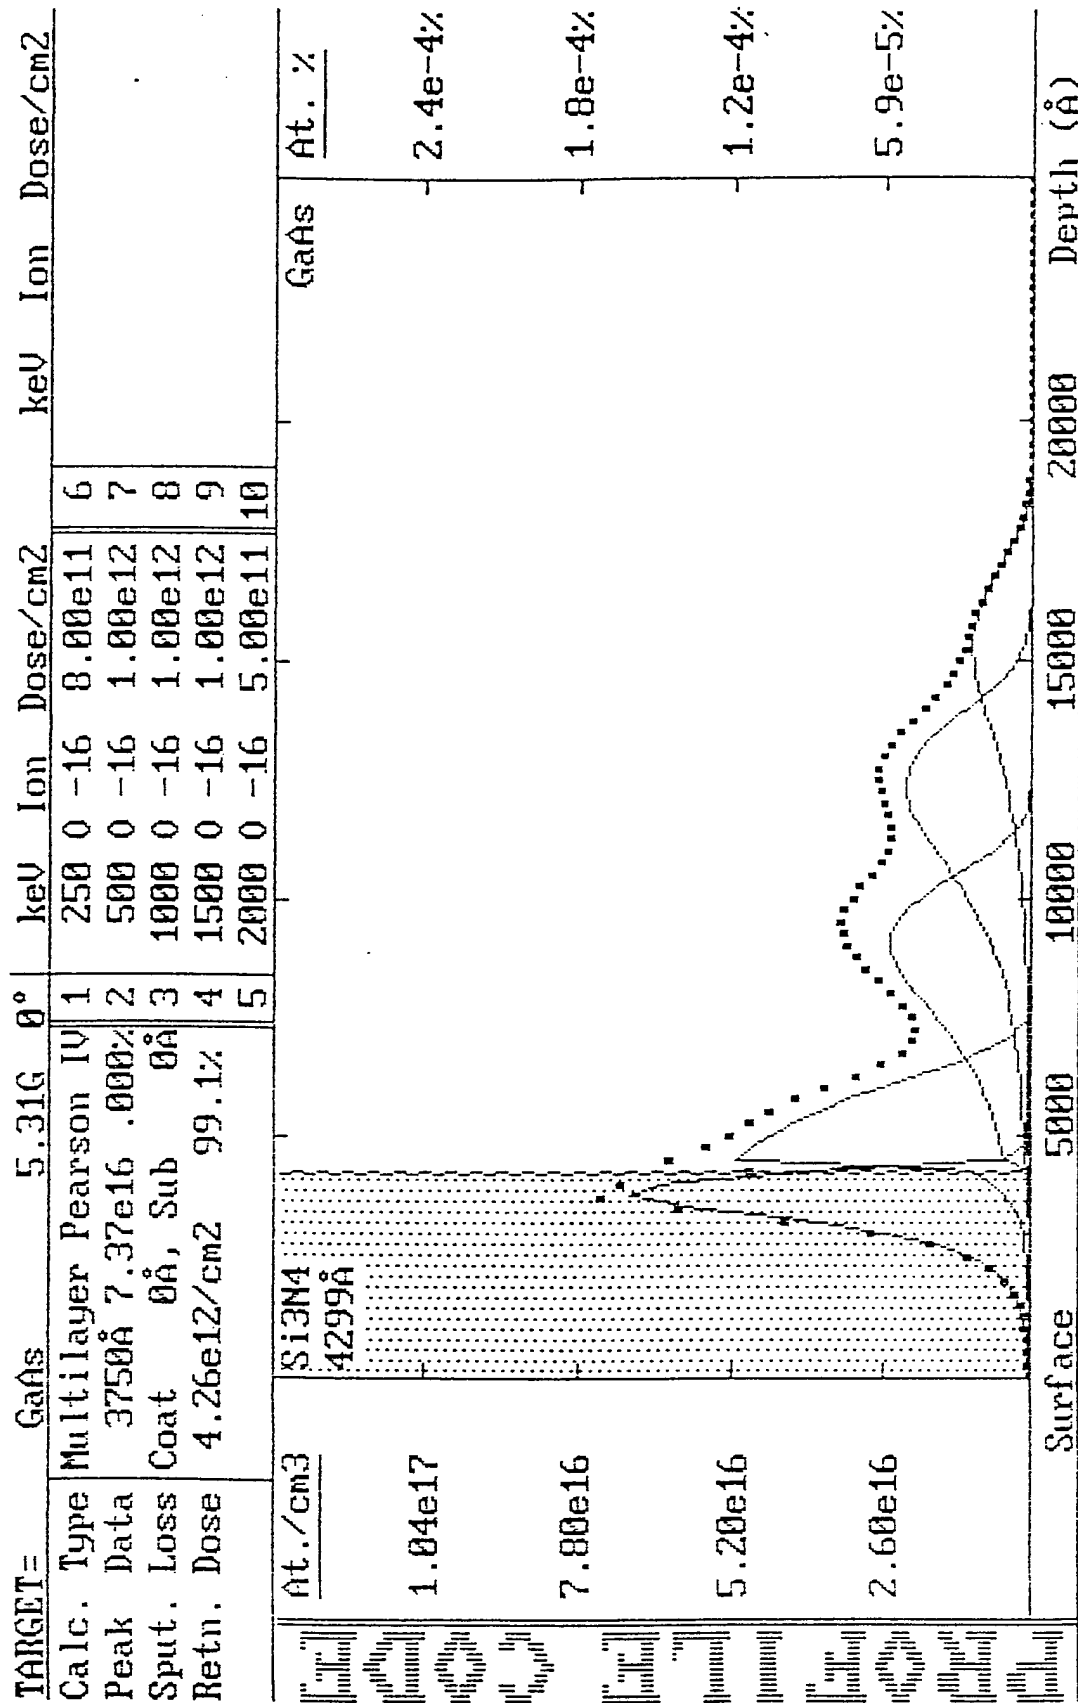 TARGET= GaAs 5.31G 0° keV Ion Dose/cm2 keV Ion Dose/cm2
Calc. Type Multilayer Pearson IV 1 250 O -16 8.00e11 6
Peak Data 3750Å 7.37e16 .000% 2 500 O -16 1.00e12 7
Sput. Loss Coat 0Å, Sub 0Å 3 1000 O -16 1.00e12 8
Retn. Dose 4.26e12/cm2 99.1% 4 1500 O -16 1.00e12 9
5 2000 O -16 5.00e11 10
PROFILE CODE
At./cm3
1.04e17
7.80e16
5.20e16
2.60e16
Si3N4
4299Å
GaAs
At. %
2.4e-4%
1.8e-4%
1.2e-4%
5.9e-5%
Surface 5000 10000 15000 20000 Depth (Å)